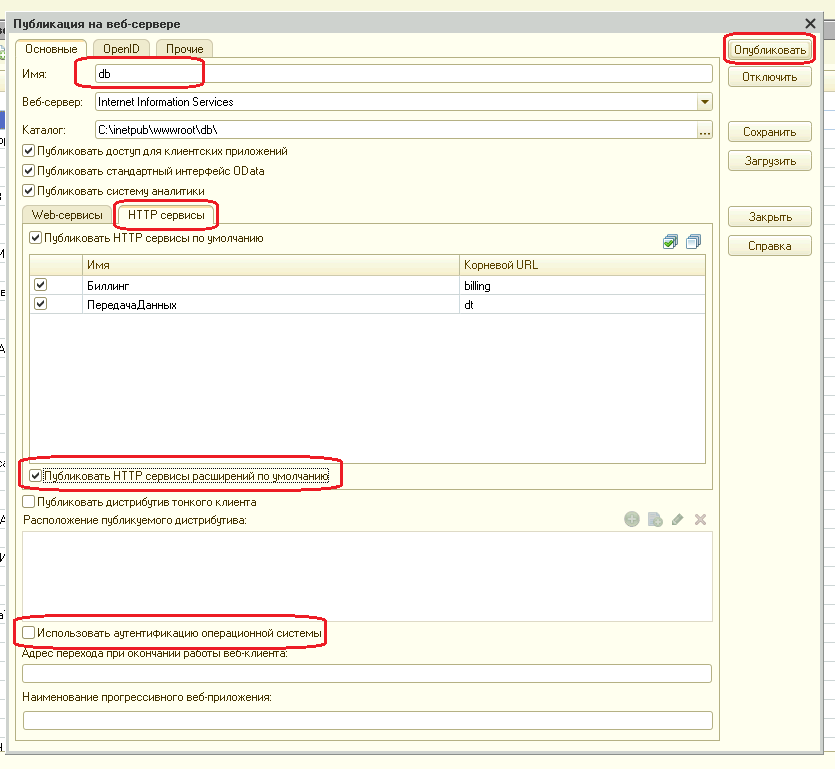 Публикация на веб-сервере
Основные
OpenID
Прочие
Опубликовать
Имя:
db
Отключить
Веб-сервер:
Internet Information Services
Каталог:
C:\inetpub\wwwroot\db\
...
Сохранить
Публиковать доступ для клиентских приложений
Загрузить
Публиковать стандартный интерфейс OData
Публиковать систему аналитики
Web-сервисы
HTTP сервисы
Закрыть
Публиковать HTTP сервисы по умолчанию
Справка
Имя
Корневой URL
Биллинг
billing
ПередачаДанных
dt
Публиковать HTTP сервисы расширений по умолчанию
Публиковать дистрибутив тонкого клиента
Расположение публикуемого дистрибутива:
Использовать аутентификацию операционной системы
Адрес перехода при окончании работы веб-клиента:
Наименование прогрессивного веб-приложения: